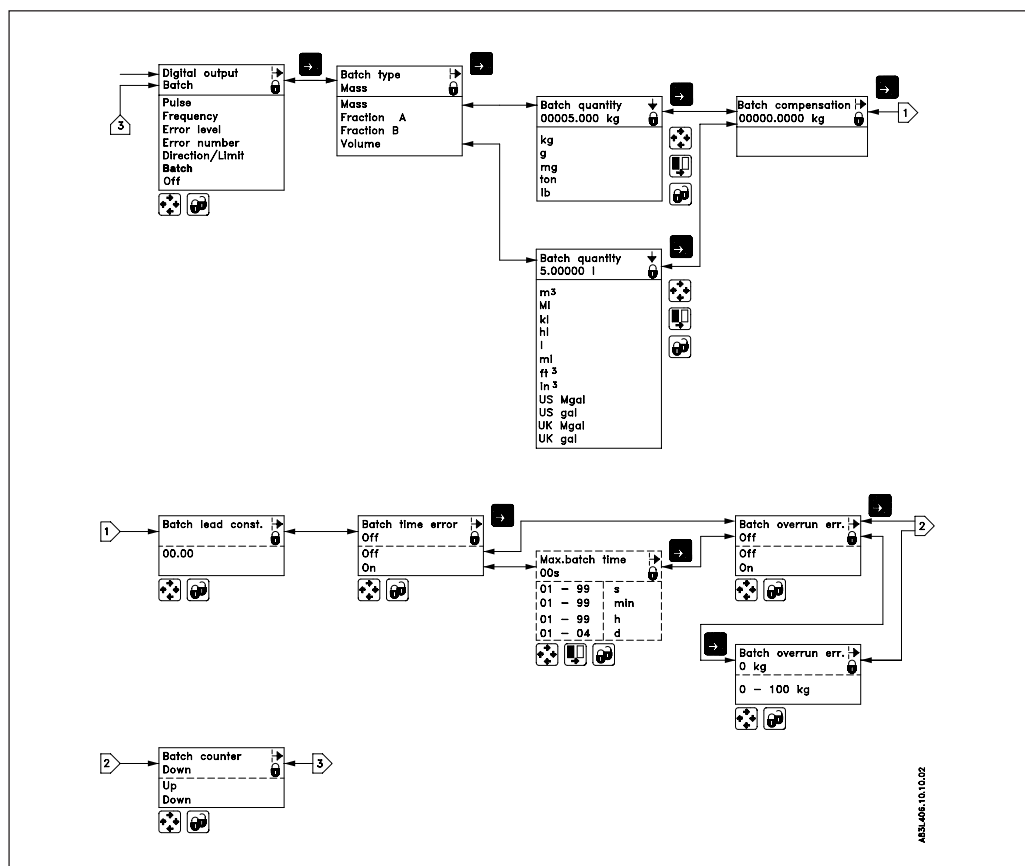 Digital output
Batch
Pulse
Frequency
Error level
Error number
Direction/Limit
Batch
Off
3
Batch type
Mass
Mass
Fraction A
Fraction B
Volume
Batch quantity
00005.000 kg
kg
g
mg
ton
lb
Batch compensation
00000.0000 kg
1
Batch quantity
5.00000 l
m3
Ml
kl
hl
l
ml
ft3
in3
US Mgal
US gal
UK Mgal
UK gal
1
Batch lead const.
00.00
Batch time error
Off
Off
On
Max.batch time
00s
01 - 99 s
01 - 99 min
01 - 99 h
01 - 04 d
Batch overrun err.
Off
Off
On
2
Batch overrun err.
0 kg
0 - 100 kg
2
Batch counter
Down
Up
Down
3
A83L406.10.10.02